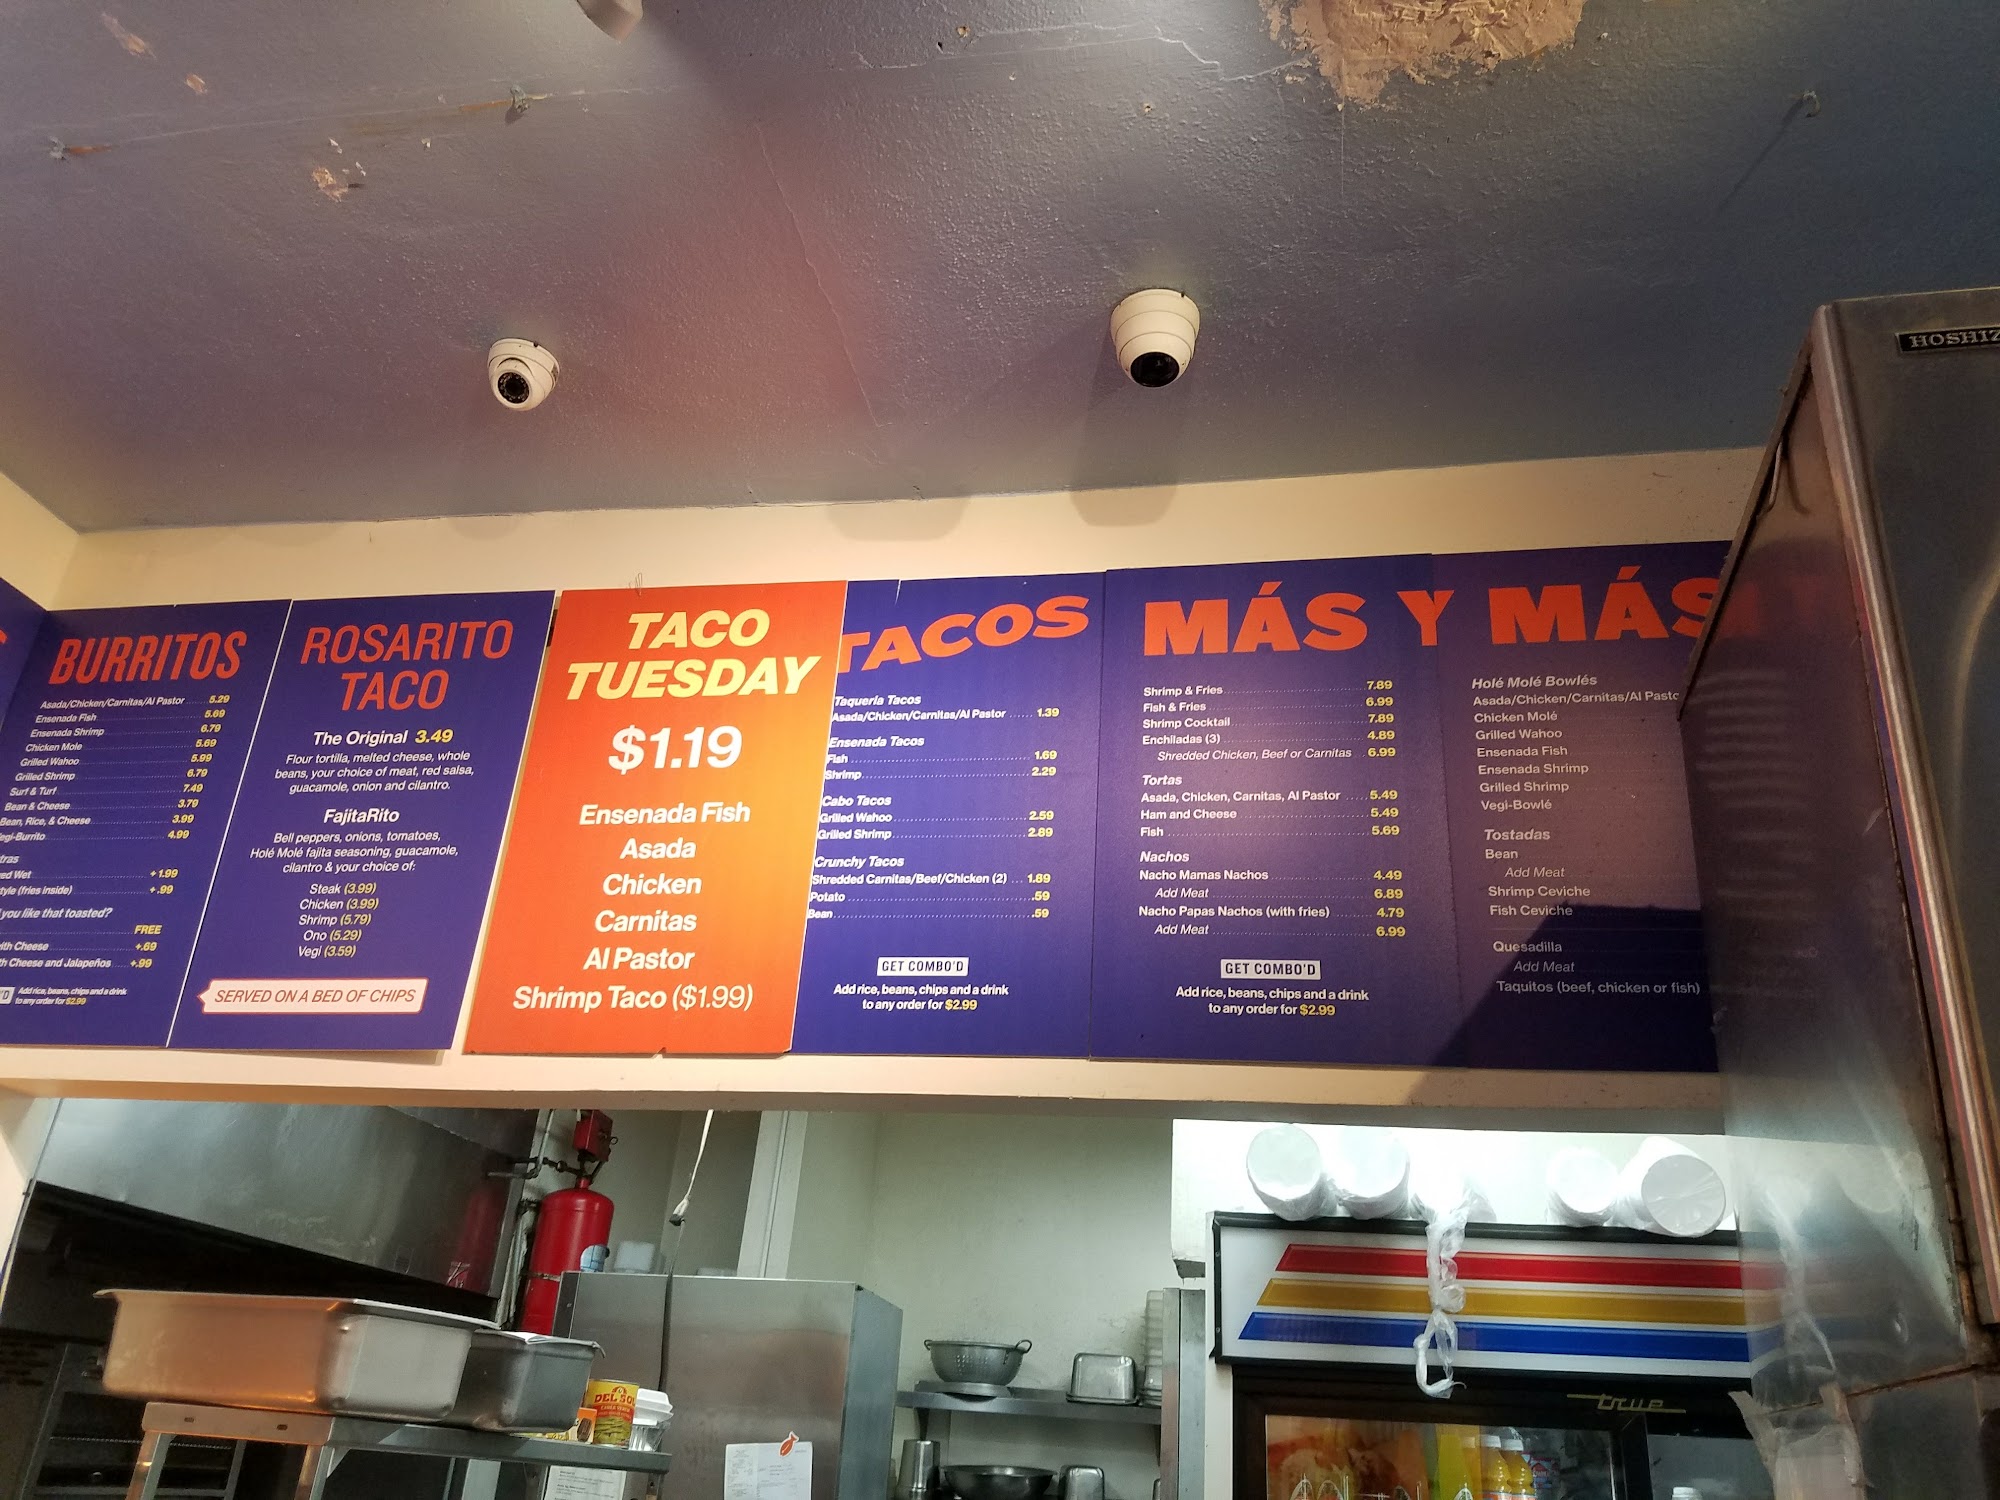 BURRITOS
Asada/Chicken/Carnitas/Al Pastor 5.29
Ensenada Fish 5.69
Ensenada Shrimp 6.79
Chicken Mole 5.69
Grilled Wahoo 5.99
Grilled Shrimp 6.79
Surf & Turf 7.49
Bean & Cheese 3.79
Bean, Rice, & Cheese 3.99
4.99
Wet +1.99
(fries inside) +.99
you like that toasted?
FREE
with Cheese +.69
Cheese and Jalapeños +.99
Add rice, beans, chips and a drink
to any order for $2.99
ROSARITO
TACO
The Original 3.49
Flour tortilla, melted cheese, whole
beans, your choice of meat, red salsa,
guacamole, onion and cilantro.
FajitaRito
Bell peppers, onions, tomatoes,
Holé Molé fajita seasoning, guacamole,
cilantro & your choice of:
Steak (3.99)
Chicken (3.99)
Shrimp (5.79)
Ono (5.29)
Vegi (3.59)
SERVED ON A BED OF CHIPS
TACO
TUESDAY
$1.19
Ensenada Fish
Asada
Chicken
Carnitas
Al Pastor
Shrimp Taco ($1.99)
TACOS
Taqueria Tacos
Asada/Chicken/Carnitas/Al Pastor 1.39
Ensenada Tacos
Fish 1.69
Shrimp 2.29
Cabo Tacos
Grilled Wahoo 2.59
Grilled Shrimp 2.89
Crunchy Tacos
Shredded Carnitas/Beef/Chicken (2) 1.89
Potato .59
Bean .59
GET COMBO'D
Add rice, beans, chips and a drink
to any order for $2.99
MÁS Y MÁS
Shrimp & Fries 7.89
Fish & Fries 6.99
Shrimp Cocktail 7.89
Enchiladas (3) 4.89
Shredded Chicken, Beef or Carnitas 6.99
Tortas
Asada, Chicken, Carnitas, Al Pastor 5.49
Ham and Cheese 5.49
Fish 5.69
Nachos
Nacho Mamas Nachos 4.49
Add Meat 6.89
Nacho Papas Nachos (with fries) 4.79
Add Meat 6.99
GET COMBO'D
Add rice, beans, chips and a drink
to any order for $2.99
Holé Molé Bowlés
Asada/Chicken/Carnitas/Al Pasto
Chicken Molé
Grilled Wahoo
Ensenada Fish
Ensenada Shrimp
Grilled Shrimp
Vegi-Bowlé
Tostadas
Bean
Add Meat
Shrimp Ceviche
Fish Ceviche
Quesadilla
Add Meat
Taquitos (beef, chicken or fish)
HOSHIZ
DEL SOL
true